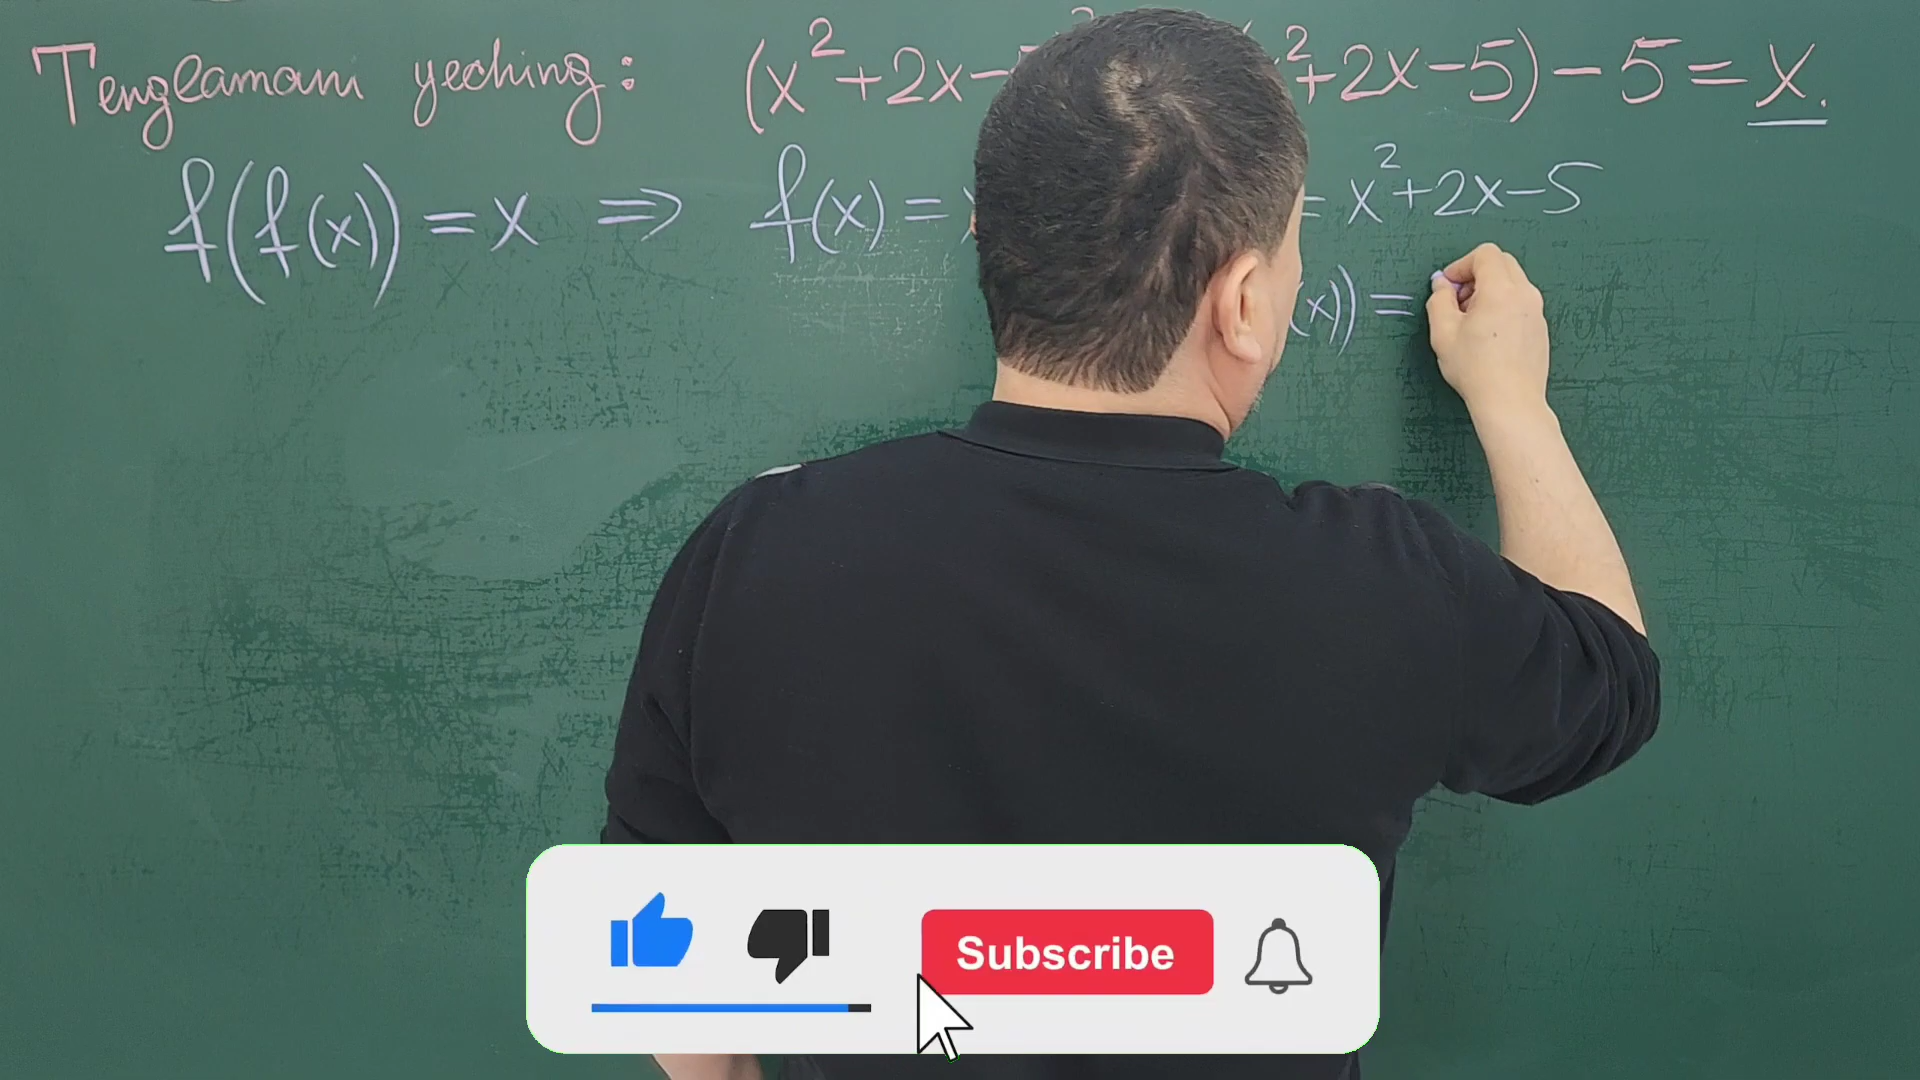 Tenglamani yeching: (x²+2x- ²+2x-5)-5=x.
f(f(x))=x ⇒ f(x)= = x²+2x-5
(x))=
Subscribe